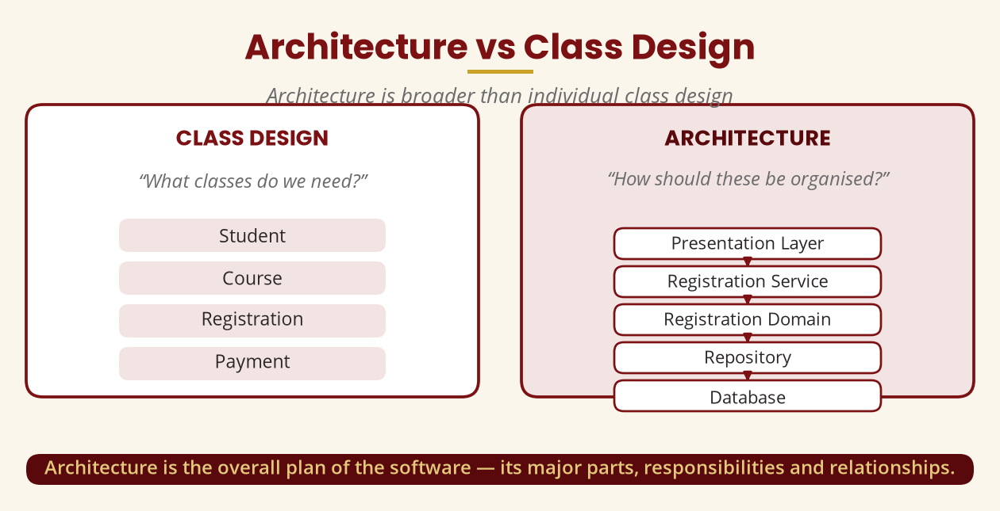 Architecture vs Class Design
Architecture is broader than individual class design
CLASS DESIGN
“What classes do we need?”
Student
Course
Registration
Payment
ARCHITECTURE
“How should these be organised?”
Presentation Layer
Registration Service
Registration Domain
Repository
Database
Architecture is the overall plan of the software — its major parts, responsibilities and relationships.